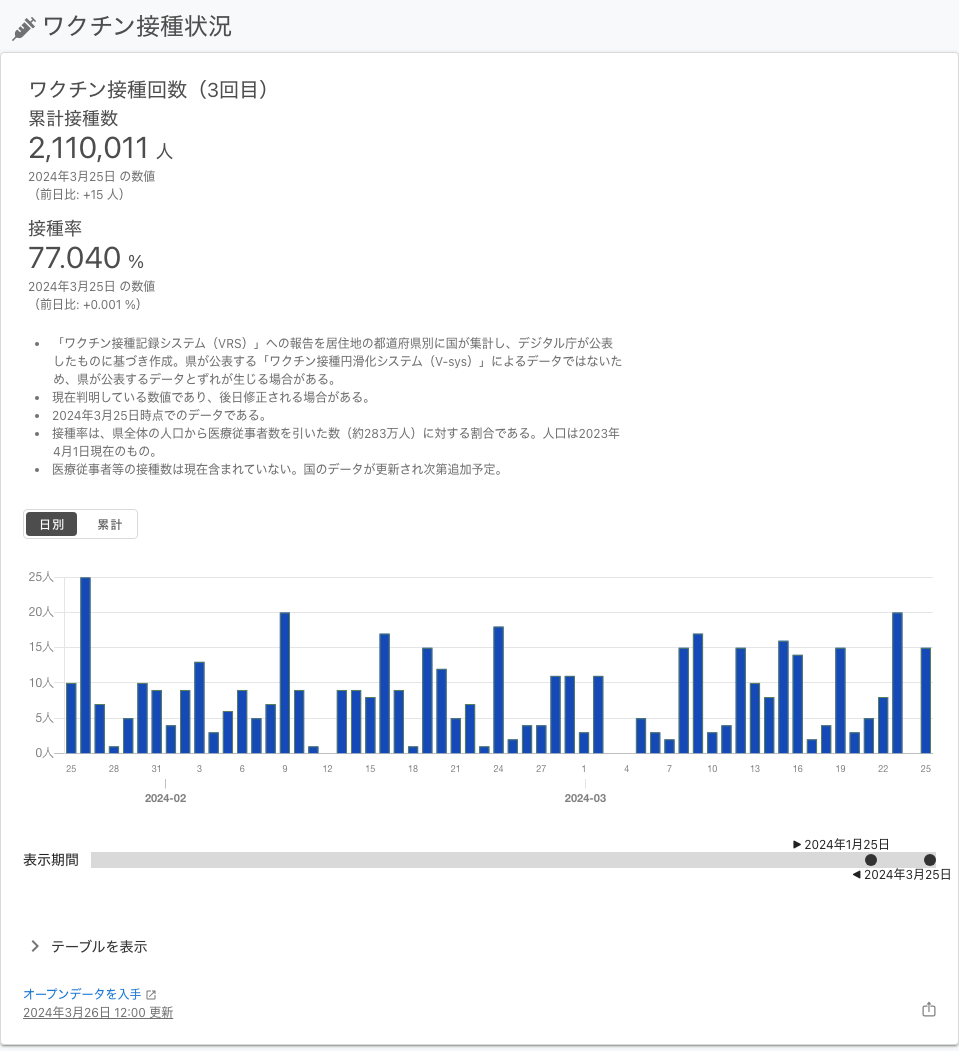 ワクチン接種状況
ワクチン接種回数（3回目）
累計接種数
2,110,011 人
2024年3月25日 の数値
（前日比: +15 人）
接種率
77.040 %
2024年3月25日 の数値
（前日比: +0.001 %）
• 「ワクチン接種記録システム（VRS）」への報告を居住地の都道府県別に国が集計し、デジタル庁が公表
したものに基づき作成。県が公表する「ワクチン接種円滑化システム（V-sys）」によるデータではないた
め、県が公表するデータとずれが生じる場合がある。
• 現在判明している数値であり、後日修正される場合がある。
• 2024年3月25日時点でのデータである。
• 接種率は、県全体の人口から医療従事者数を引いた数（約283万人）に対する割合である。人口は2023年
4月1日現在のもの。
• 医療従事者等の接種数は現在含まれていない。国のデータが更新され次第追加予定。
日別 累計
25人
20人
15人
10人
5人
0人
25 28 31 3 6 9 12 15 18 21 24 27 1 4 7 10 13 16 19 22 25
2024-02 2024-03
▶ 2024年1月25日
表示期間
◀ 2024年3月25日
テーブルを表示
オープンデータを入手
2024年3月26日 12:00 更新